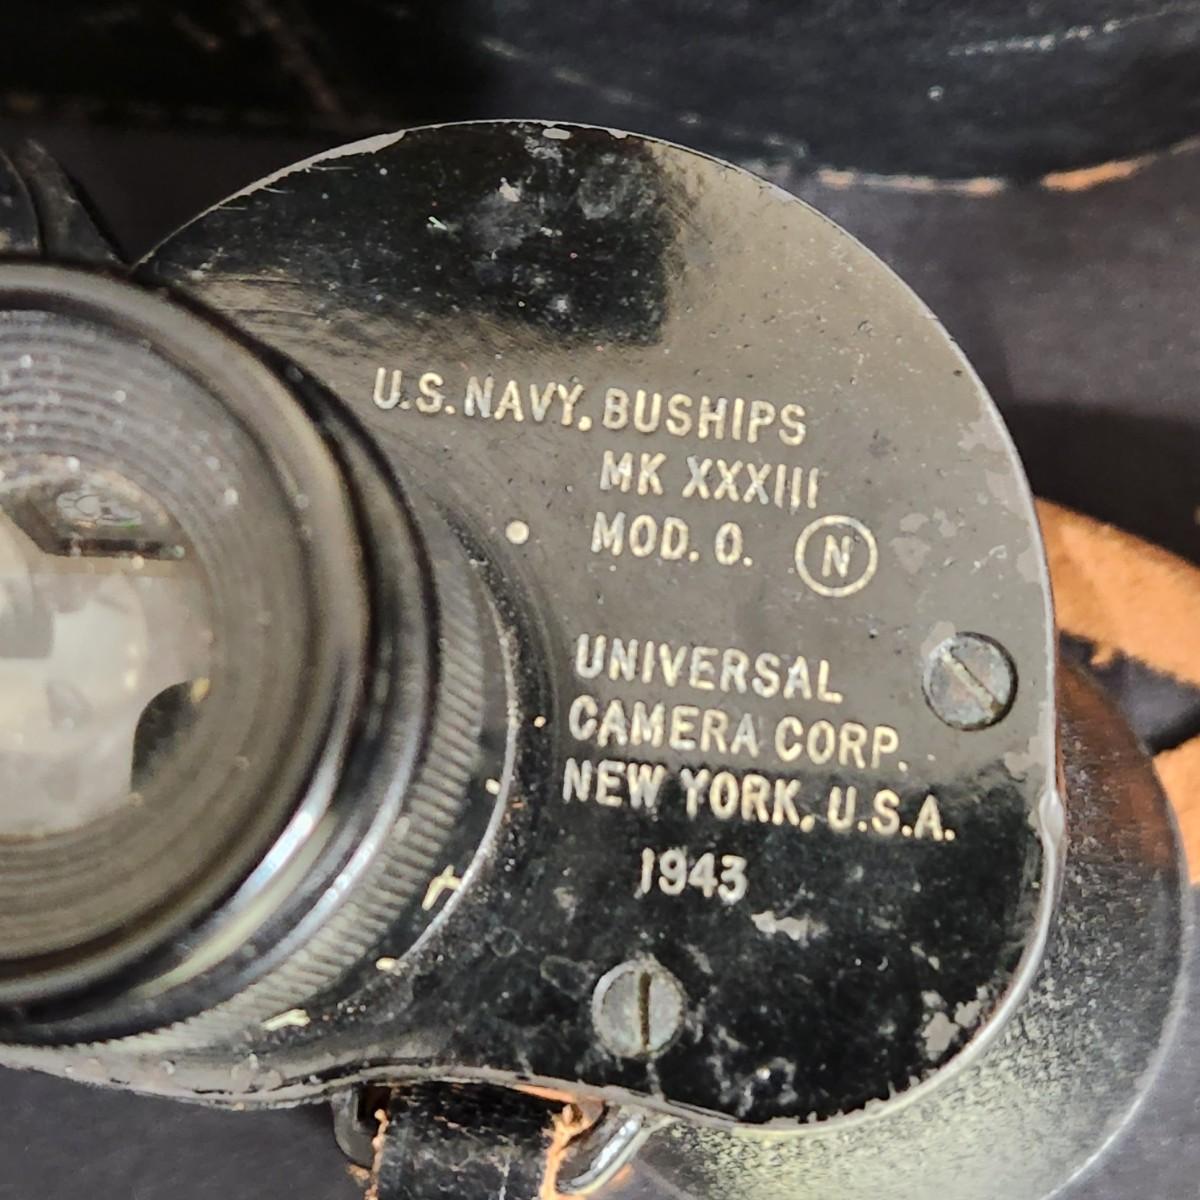 U.S. NAVY, BUSHIPS
MK XXXIII
MOD. 0. N
UNIVERSAL
CAMERA CORP.
NEW YORK, U.S.A.
1943